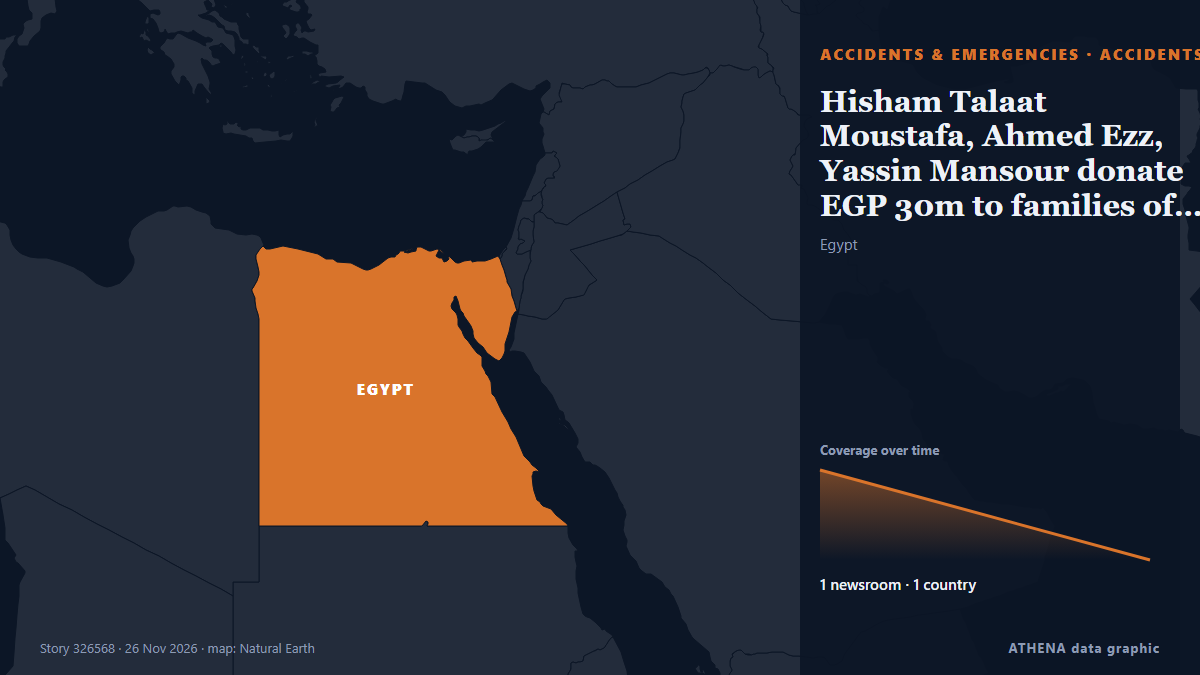 ACCIDENTS & EMERGENCIES · ACCIDENTS
Hisham Talaat
Moustafa, Ahmed Ezz,
Yassin Mansour donate
EGP 30m to families of...
Egypt
EGYPT
Coverage over time
1 newsroom · 1 country
Story 326568 · 26 Nov 2026 · map: Natural Earth
ATHENA data graphic